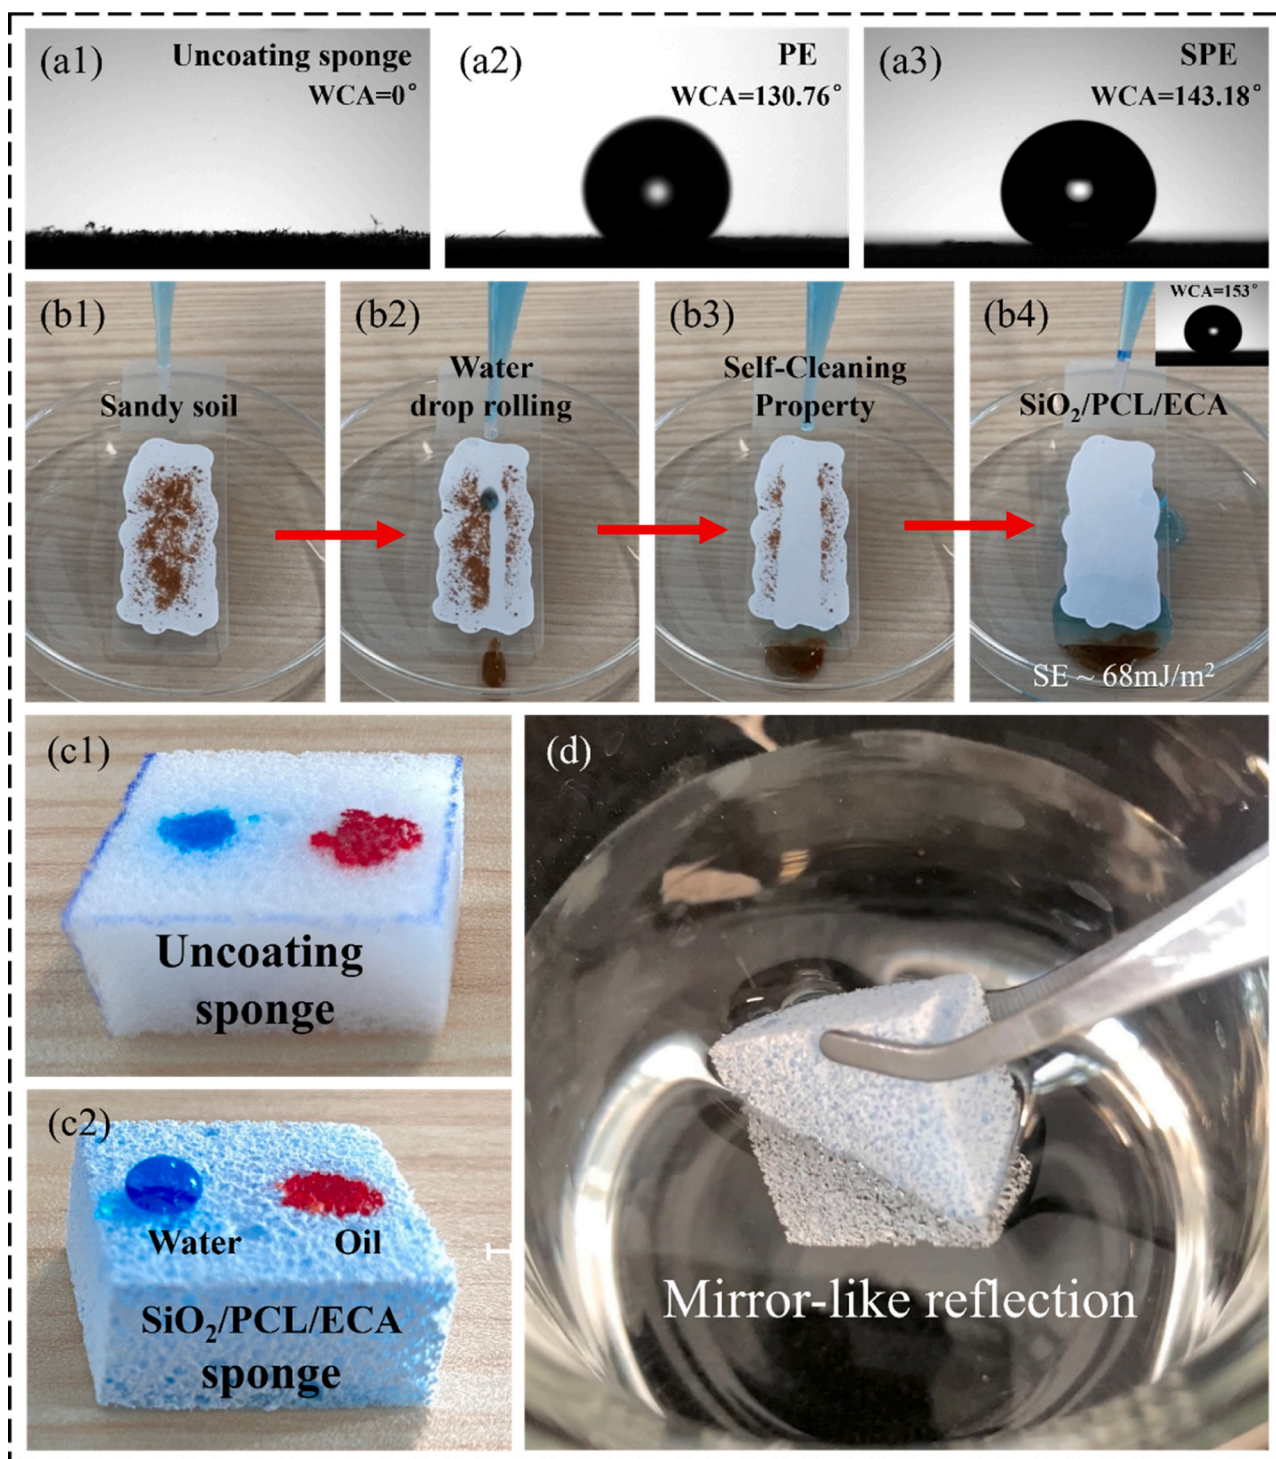 (a1)
Uncoating sponge
WCA=0°
(a2)
PE
WCA=130.76°
(a3)
SPE
WCA=143.18°
(b1)
Sandy soil
(b2)
Water
drop rolling
(b3)
Self-Cleaning
Property
(b4)
WCA=153°
SiO₂/PCL/ECA
SE ~ 68mJ/m²
(c1)
Uncoating
sponge
(d)
Mirror-like reflection
(c2)
Water
Oil
SiO₂/PCL/ECA
sponge